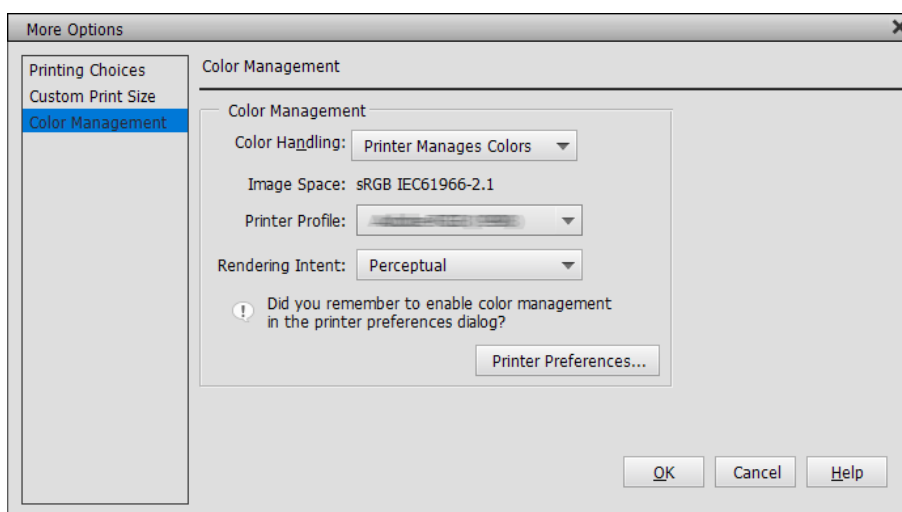 More Options
Printing Choices
Custom Print Size
Color Management
Color Management
Color Management
Color Handling: Printer Manages Colors
Image Space: sRGB IEC61966-2.1
Printer Profile:
Rendering Intent: Perceptual
Did you remember to enable color management
in the printer preferences dialog?
Printer Preferences...
OK Cancel Help